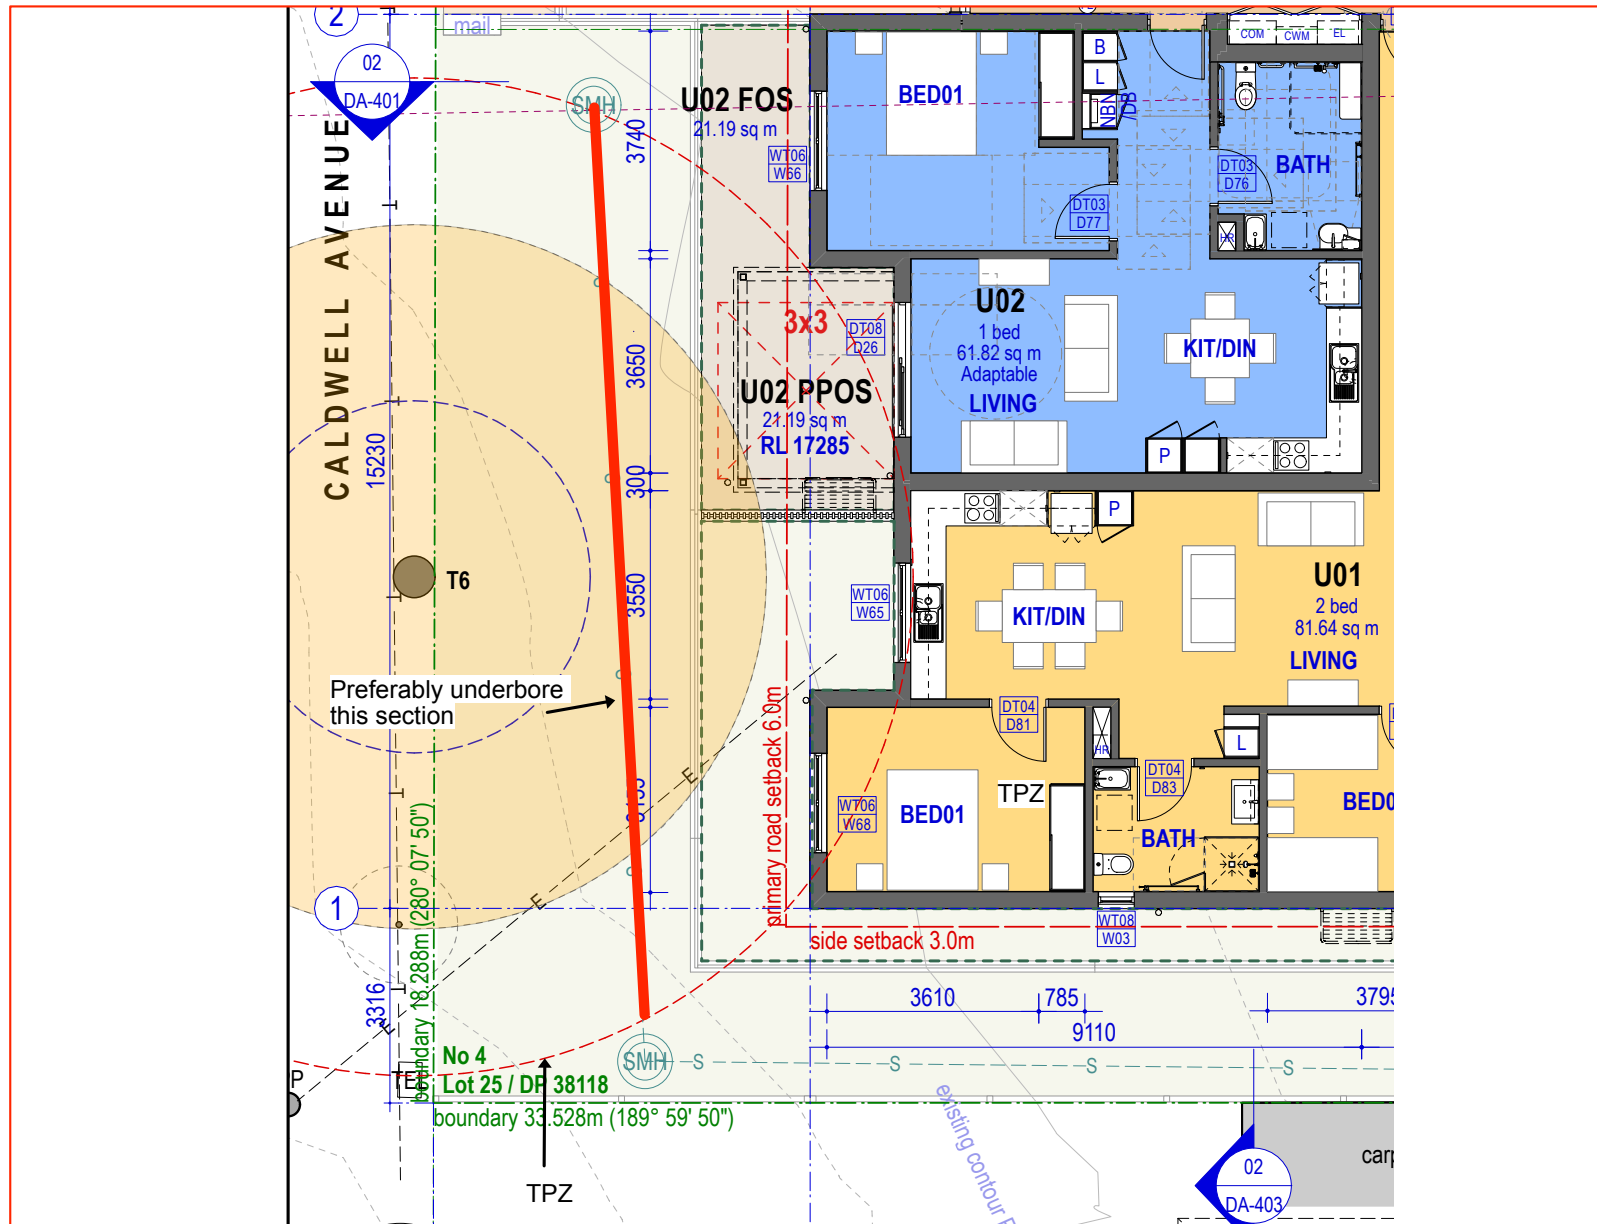 2
mail
02
DA-401
CALDWELL AVENUE
SMH
U02 FOS
21.19 sq m
3740
WT06
W66
BED01
B
L
NBN
/DB
COM
CWM
EL
DT03
D76
BATH
DT03
D77
HR
U02
1 bed
61.82 sq m
Adaptable
LIVING
KIT/DIN
3x3
DT08
D26
U02 PPOS
21.19 sq m
RL 17285
3650
300
15230
P
P
T6
3550
WT06
W65
KIT/DIN
U01
2 bed
81.64 sq m
LIVING
Preferably underbore
this section
primary road setback 6.0m
DT04
D81
HR
L
DT04
D83
TPZ
BED01
WT06
W68
BATH
E
E
E
T
T
T
T
T
1
boundary 18.288m (280° 07' 50")
WT08
W03
side setback 3.0m
3316
3610
785
9110
SMH
S
S
S
S
No 4
Lot 25 / DP 38118
boundary 33.528m (189° 59' 50")
P
TPZ
existing contour
02
DA-403